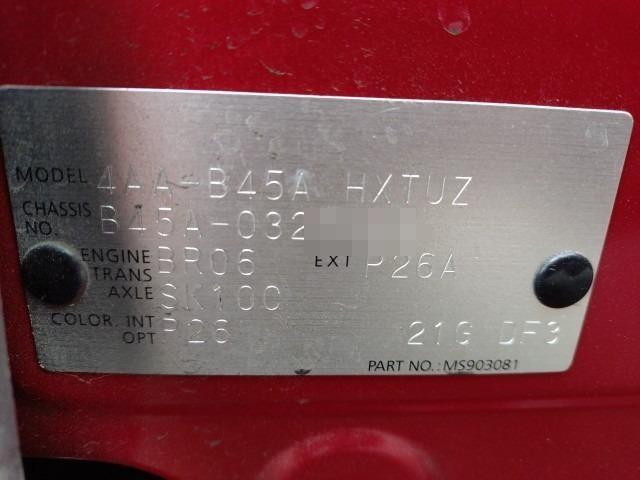 MODEL 4AA-B45A HXTUZ
CHASSIS NO. B45A-032
ENGINE BR06 EXT P26A
TRANS
AXLE SK10C
COLOR. INT P26 21G DF3
OPT
PART NO.: MS903081